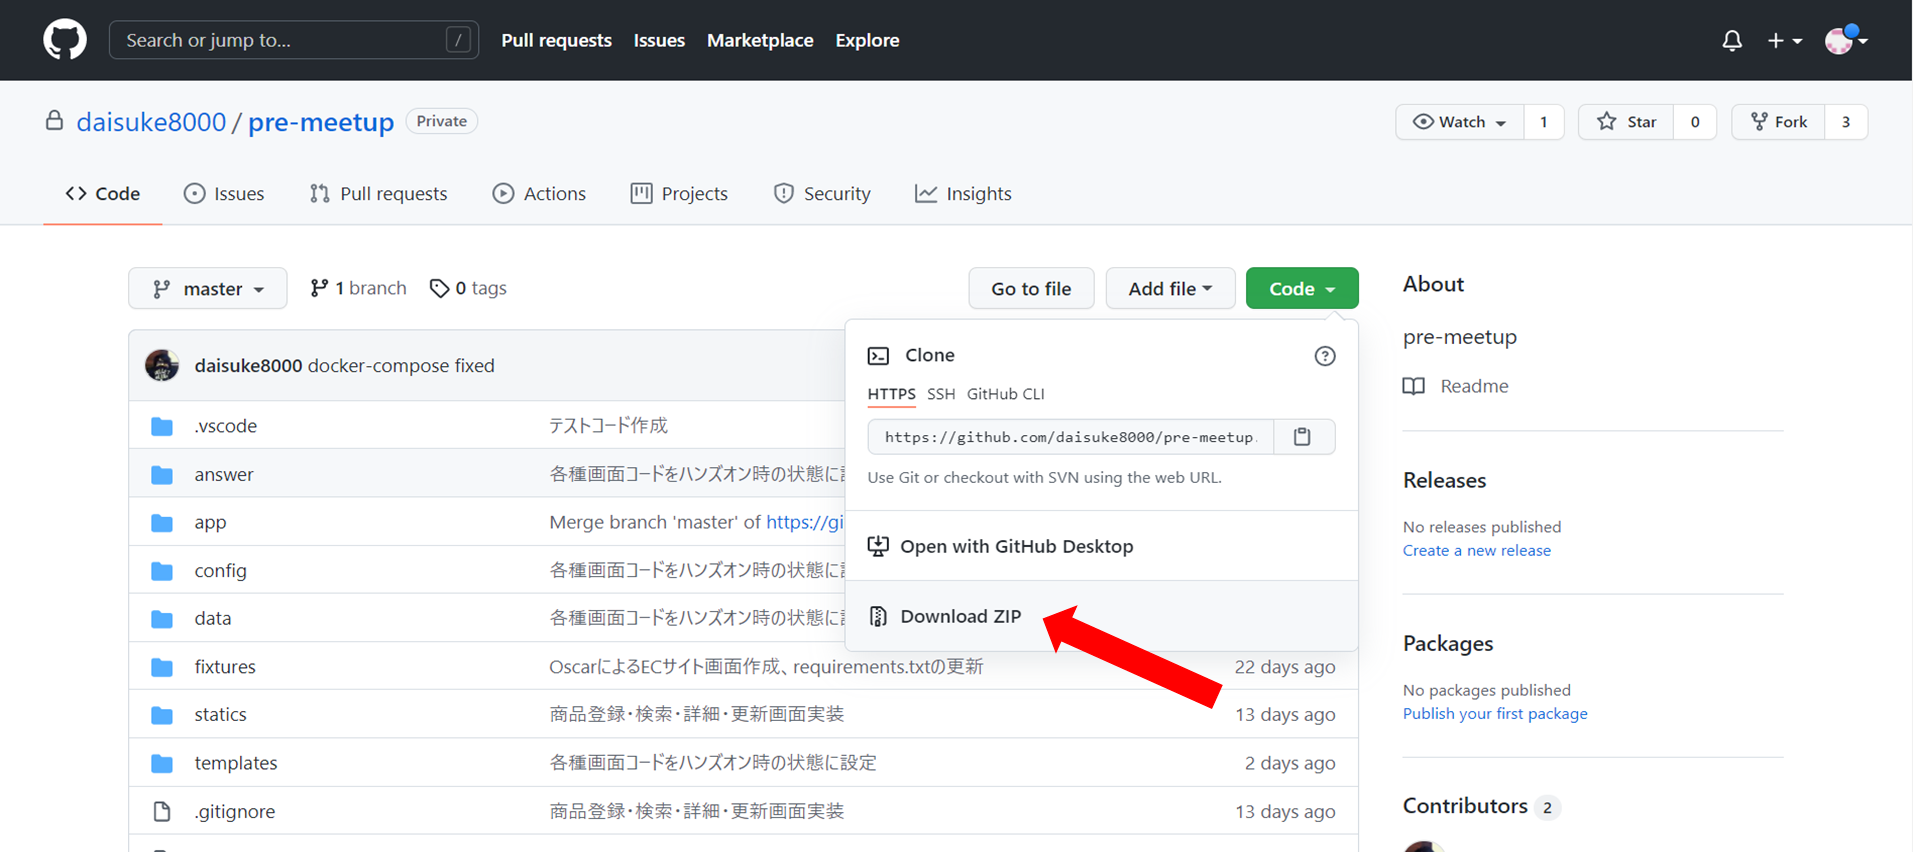 Search or jump to... / Pull requests Issues Marketplace Explore
daisuke8000 / pre-meetup Private Watch 1 Star 0 Fork 3
Code Issues Pull requests Actions Projects Security Insights
master 1 branch 0 tags Go to file Add file Code
daisuke8000 docker-compose fixed
.vscode テストコード作成
answer 各種画面コードをハンズオン時の状態に
app Merge branch 'master' of https://gi
config 各種画面コードをハンズオン時の状態に
data 各種画面コードをハンズオン時の状態に
fixtures OscarによるECサイト画面作成、requirements.txtの更新 22 days ago
statics 商品登録・検索・詳細・更新画面実装 13 days ago
templates 各種画面コードをハンズオン時の状態に設定 2 days ago
.gitignore 商品登録・検索・詳細・更新画面実装 13 days ago
Clone
HTTPS SSH GitHub CLI
https://github.com/daisuke8000/pre-meetup.
Use Git or checkout with SVN using the web URL.
Open with GitHub Desktop
Download ZIP
About
pre-meetup
Readme
Releases
No releases published
Create a new release
Packages
No packages published
Publish your first package
Contributors 2